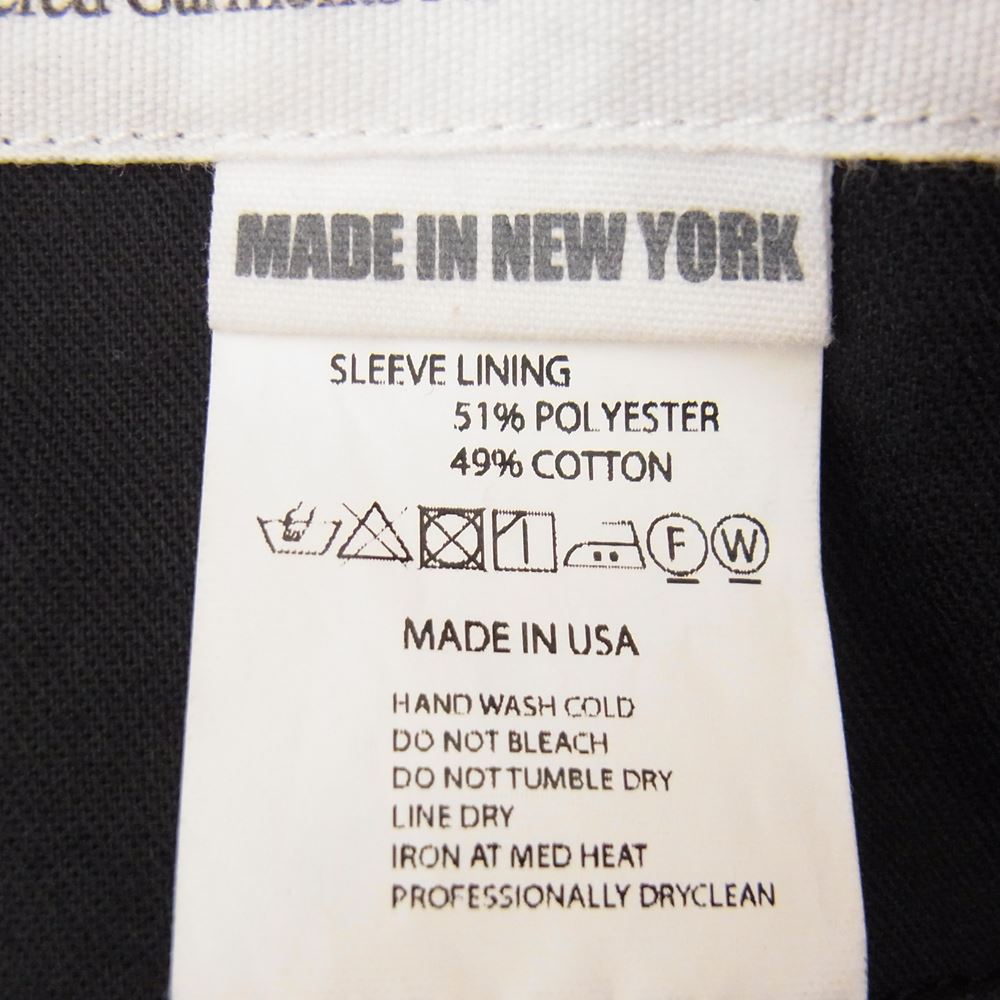 Garments
MADE IN NEW YORK
SLEEVE LINING
51% POLYESTER
49% COTTON
F W
MADE IN USA
HAND WASH COLD
DO NOT BLEACH
DO NOT TUMBLE DRY
LINE DRY
IRON AT MED HEAT
PROFESSIONALLY DRYCLEAN